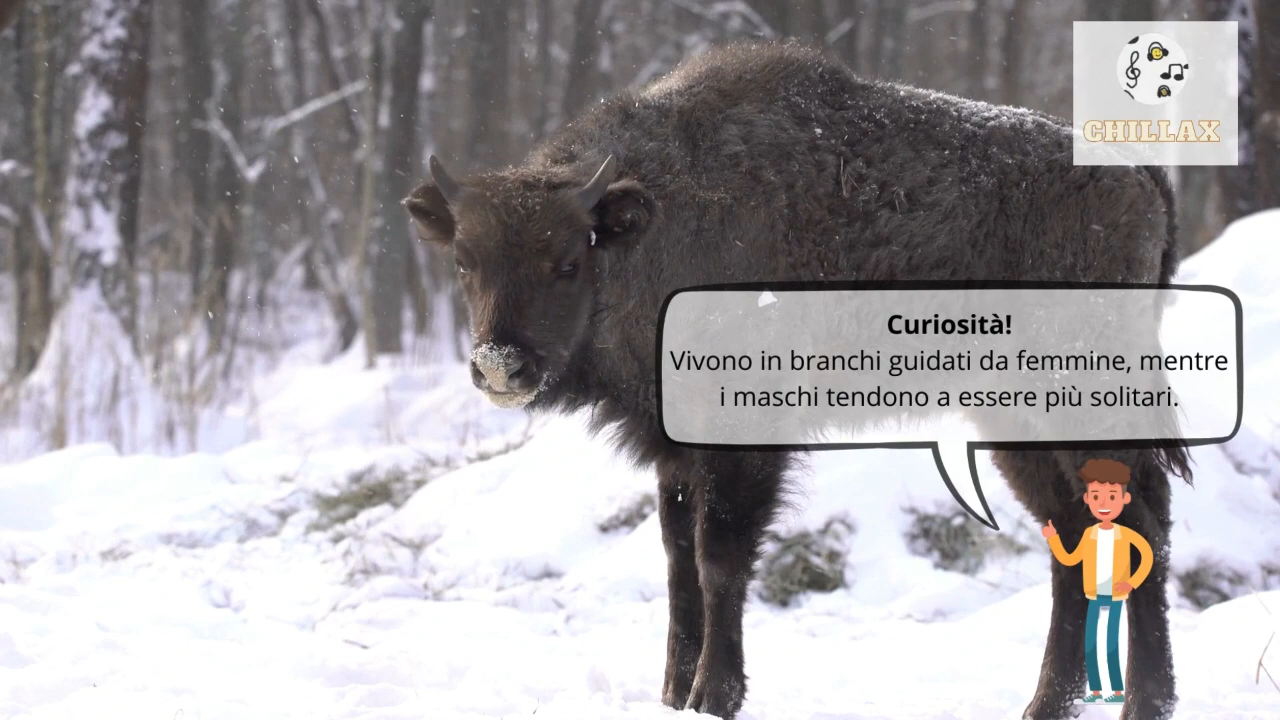 CHILLAX
Curiosità!
Vivono in branchi guidati da femmine, mentre
i maschi tendono a essere più solitari.